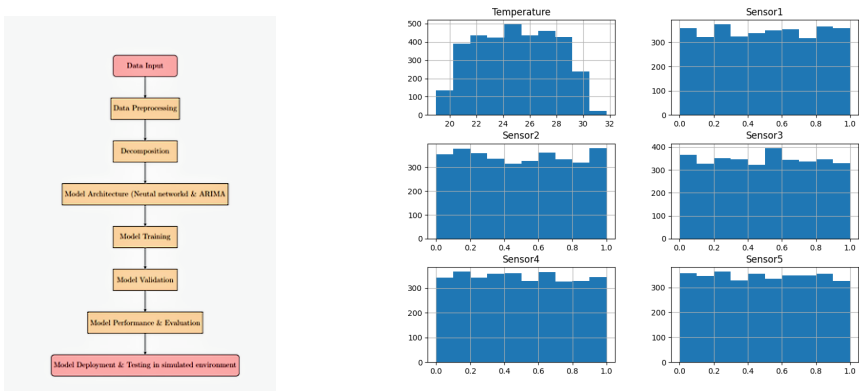 Data Input
Data Preprocessing
Decomposition
Model Architecture (Neutal networkd & ARIMA
Model Training
Model Validation
Model Performance & Evaluation
Model Deployment & Testing in simulated environment
Temperature
500
400
300
200
100
0
20 22 24 26 28 30 32
Sensor1
300
200
100
0
0.0 0.2 0.4 0.6 0.8 1.0
Sensor2
300
200
100
0
0.0 0.2 0.4 0.6 0.8 1.0
Sensor3
400
300
200
100
0
0.0 0.2 0.4 0.6 0.8 1.0
Sensor4
300
200
100
0
0.0 0.2 0.4 0.6 0.8 1.0
Sensor5
300
200
100
0
0.0 0.2 0.4 0.6 0.8 1.0